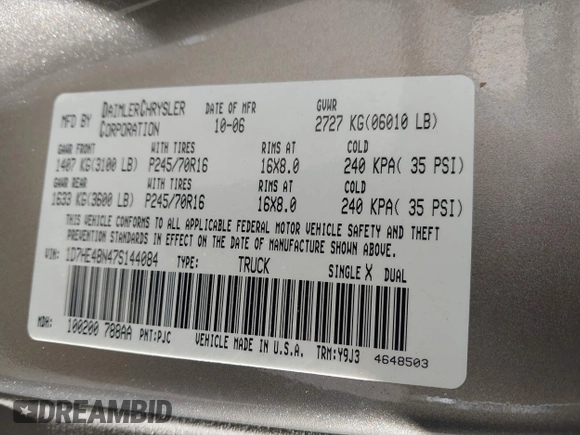 MFD BY DAIMLERCHRYSLER CORPORATION DATE OF MFR 10-06 GVWR 2727 KG(06010 LB)
GAWR FRONT WITH TIRES RIMS AT COLD
1407 KG(3100 LB) P245/70R16 16X8.0 240 KPA( 35 PSI)
GAWR REAR WITH TIRES RIMS AT COLD
1633 KG(3600 LB) P245/70R16 16X8.0 240 KPA( 35 PSI)
THIS VEHICLE CONFORMS TO ALL APPLICABLE FEDERAL MOTOR VEHICLE SAFETY AND THEFT
PREVENTION STANDARDS IN EFFECT ON THE DATE OF MANUFACTURE SHOWN ABOVE.
VIN: 1D7HE48N47S144084 TYPE: TRUCK SINGLE X DUAL
MDH: 100200 788AA PNT:PJC VEHICLE MADE IN U.S.A. TRM:Y9J3 4648503
DREAMBID